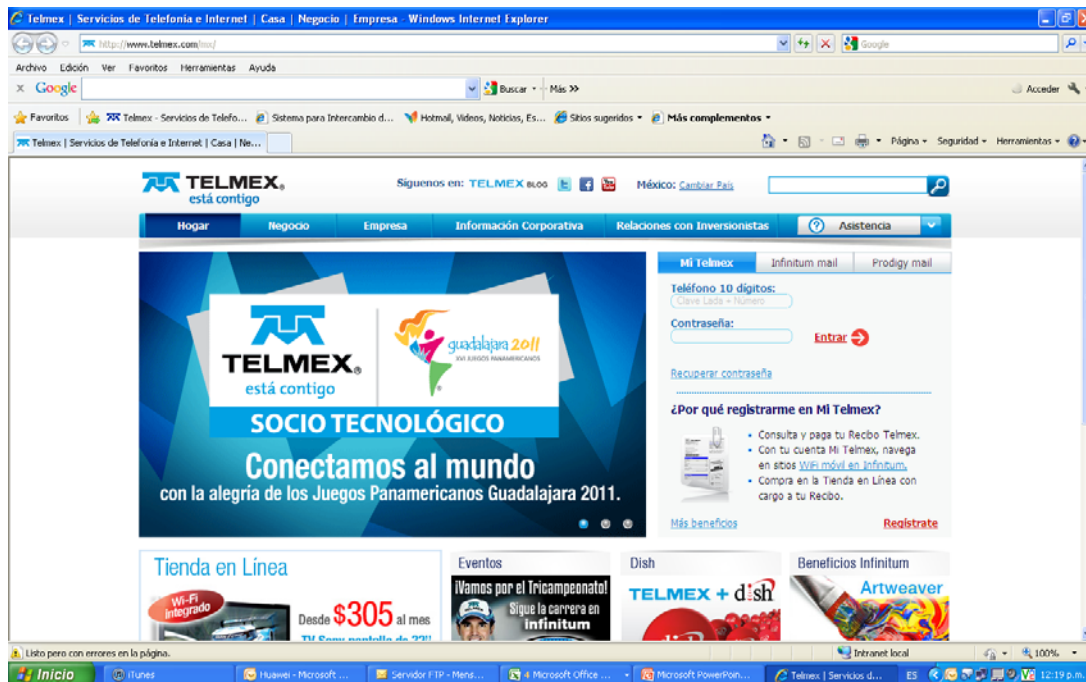 Telmex | Servicios de Telefonía e Internet | Casa | Negocio | Empresa - Windows Internet Explorer
http://www.telmex.com/mx/
Google
Archivo Edición Ver Favoritos Herramientas Ayuda
x Google Buscar Más >> Acceder
Favoritos Telmex - Servicios de Telefo... Sistema para Intercambio d... Hotmail, Videos, Noticias, Es... Sitios sugeridos Más complementos
Telmex | Servicios de Telefonía e Internet | Casa | Ne... Página Seguridad Herramientas
TELMEX®
está contigo
Síguenos en: TELMEX BLOG
México: Cambiar País
Hogar Negocio Empresa Información Corporativa Relaciones con Inversionistas ? Asistencia
Mi Telmex Infinitum mail Prodigy mail
Teléfono 10 dígitos:
Clave Lada + Número
Contraseña:
Entrar
Recuperar contraseña
¿Por qué registrarme en Mi Telmex?
• Consulta y paga tu Recibo Telmex.
• Con tu cuenta Mi Telmex, navega
en sitios WiFi móvil en Infinitum.
• Compra en la Tienda en Línea con
cargo a tu Recibo.
Más beneficios Regístrate
TELMEX®
está contigo
guadalajara 2011
XVI JUEGOS PANAMERICANOS
SOCIO TECNOLÓGICO
Conectamos al mundo
con la alegría de los Juegos Panamericanos Guadalajara 2011.
Tienda en Línea
Wi-Fi
integrado
Desde $305 al mes
TV Sony pantalla de 22"
Eventos
¡Vamos por el Tricampeonato!
Sigue la carrera en
infinitum
Dish
TELMEX + dish
dish
Beneficios Infinitum
Artweaver
Listo pero con errores en la página. Intranet local 100%
Inicio iTunes Huawei - Microsoft ... Servidor FTP - Mens... 4 Microsoft Office ... Microsoft PowerPoin... Telmex | Servicios d... ES 12:19 p.m.